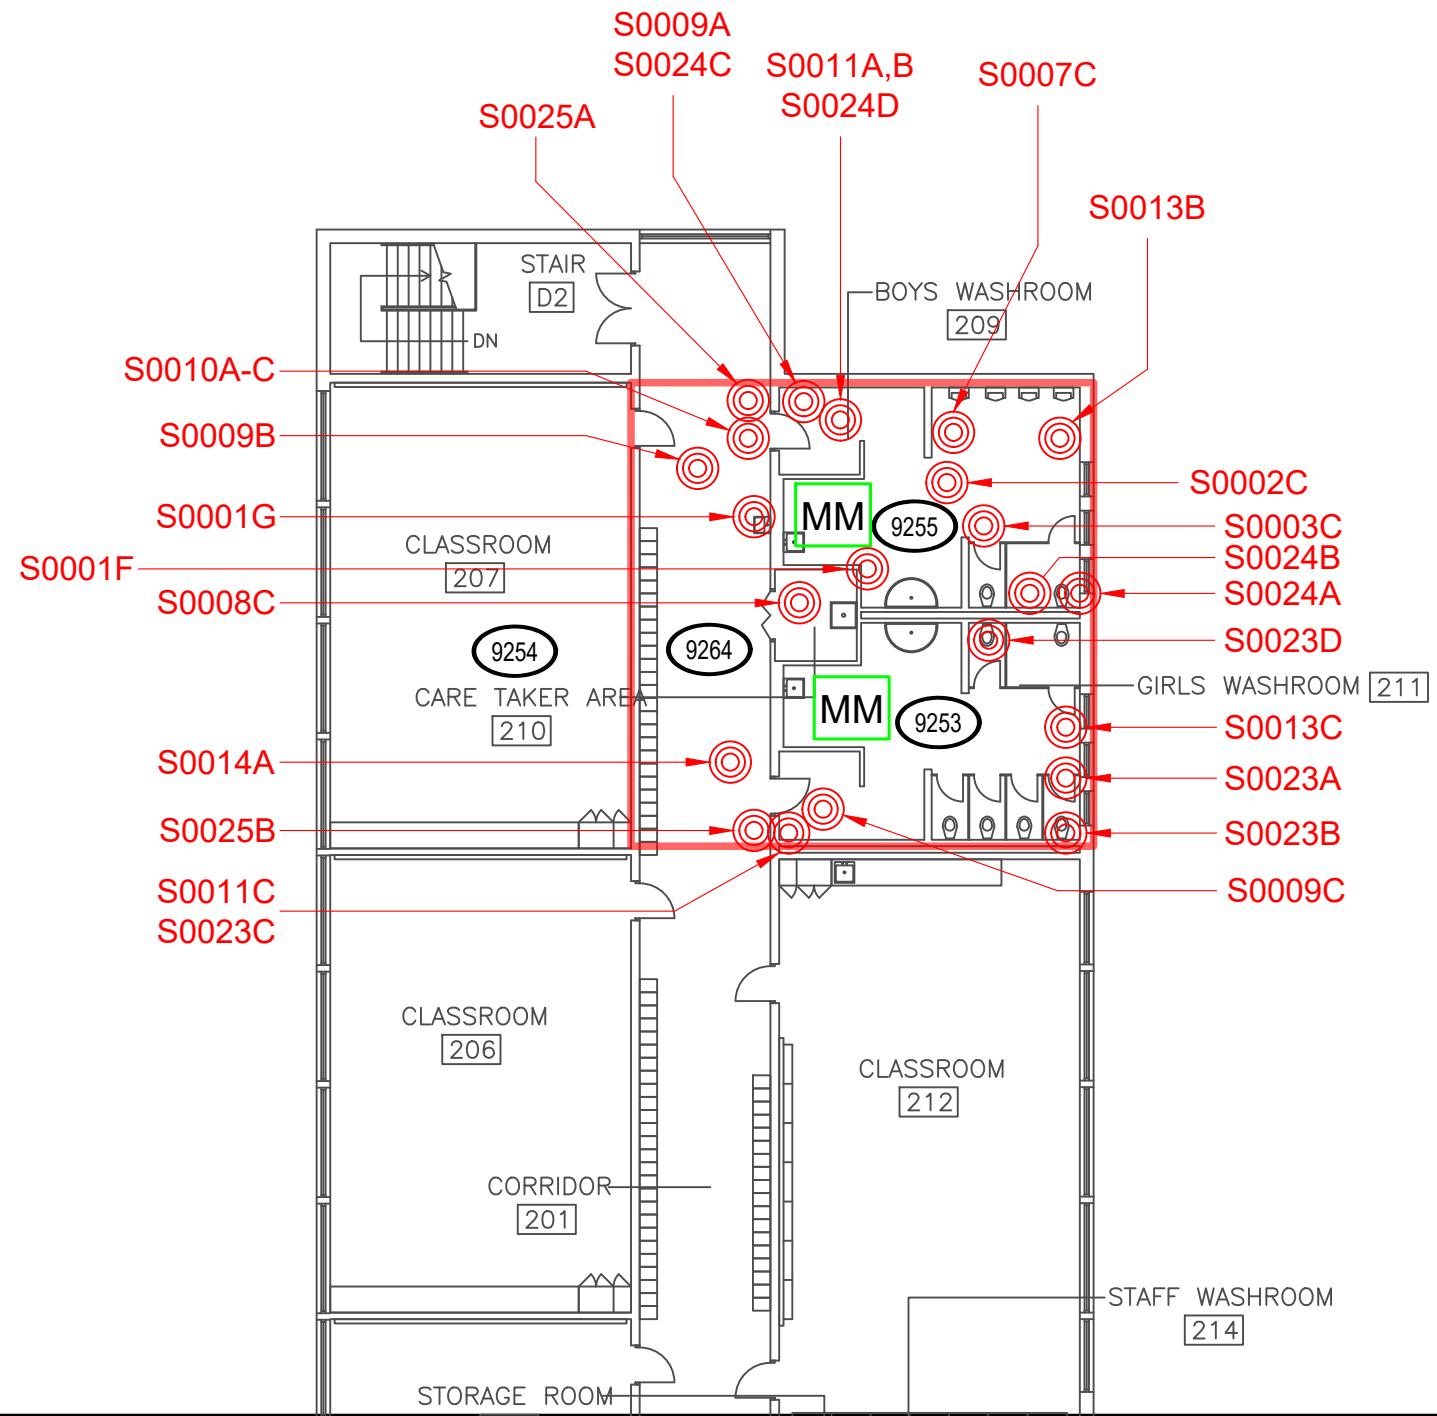 S0009A
S0024C
S0011A,B
S0024D
S0007C
S0025A
S0013B
STAIR
D2
DN
BOYS WASHROOM
209
S0010A-C
S0009B
S0001G
S0001F
S0008C
CLASSROOM
207
9254
9264
MM
9255
S0002C
S0003C
S0024B
S0024A
S0023D
GIRLS WASHROOM 211
CARE TAKER AREA
210
MM
9253
S0013C
S0023A
S0023B
S0009C
S0014A
S0025B
S0011C
S0023C
CLASSROOM
206
CLASSROOM
212
CORRIDOR
201
STAFF WASHROOM
214
STORAGE ROOM